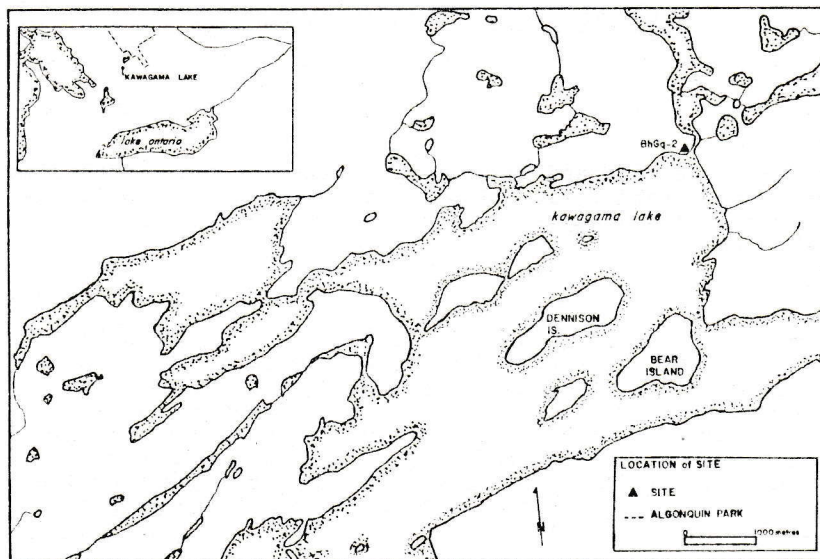 KAWAGAMA LAKE
lake ontario
BhGq-2
kawagama lake
DENNISON
IS.
BEAR
ISLAND
LOCATION of SITE
SITE
ALGONQUIN PARK
0
1000 metres
N